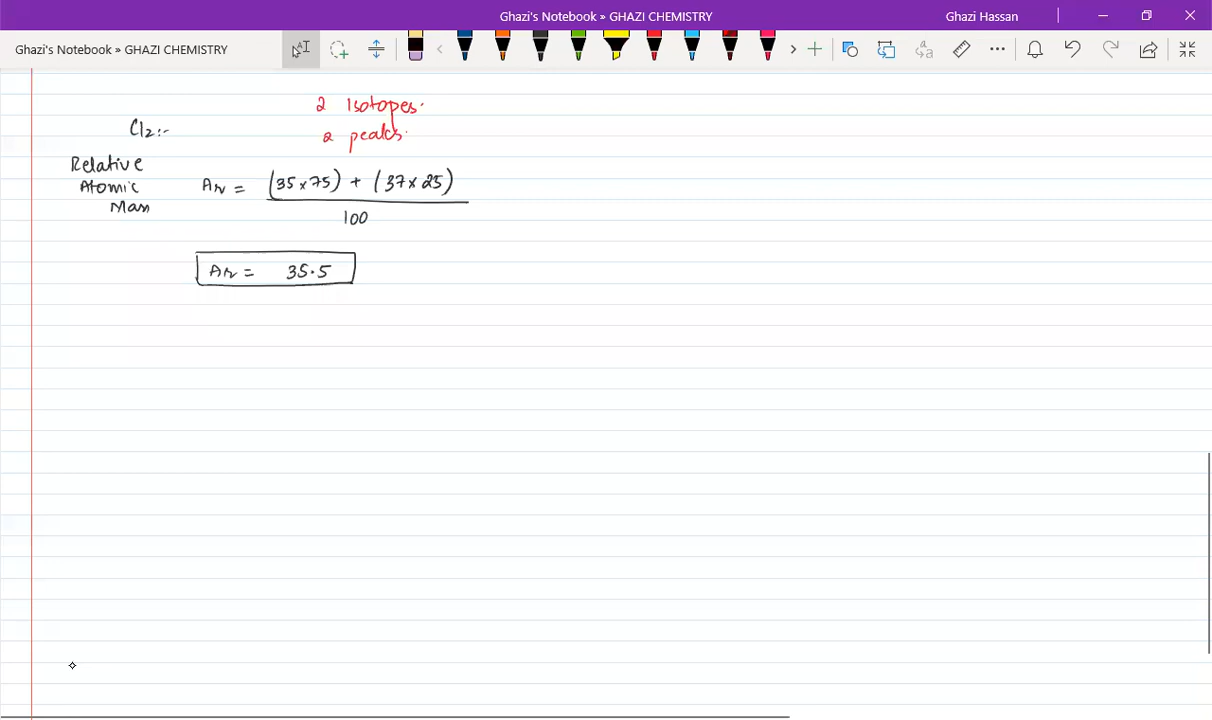 Ghazi's Notebook » GHAZI CHEMISTRY
Ghazi Hassan
Ghazi's Notebook » GHAZI CHEMISTRY
2 Isotopes.
Cl2:-
2 peaks.
Relative
Atomic
Mass
Ar = (35×75) + (37×25)
100
Ar = 35.5